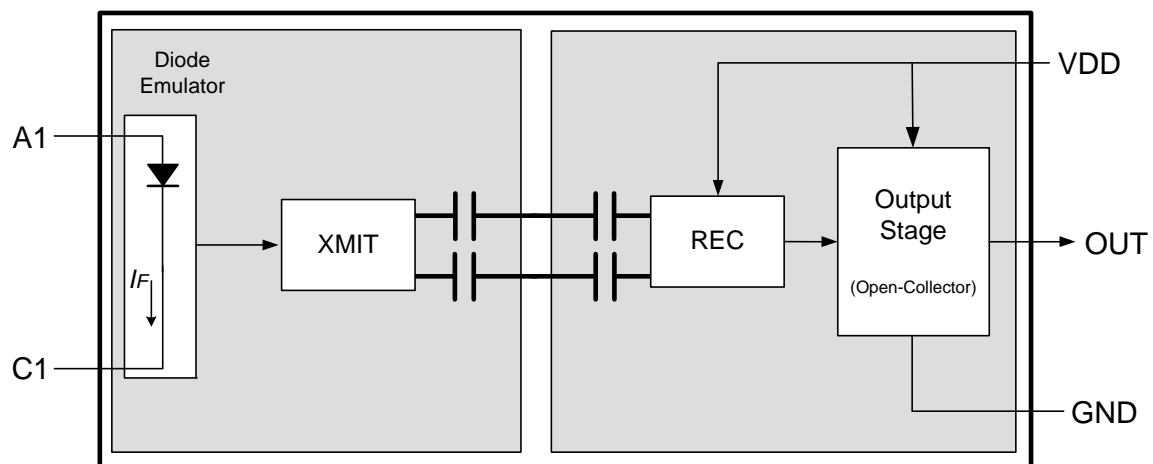 Diode
Emulator
A1
IF
C1
XMIT
REC
VDD
Output
Stage
(Open-Collector)
OUT
GND